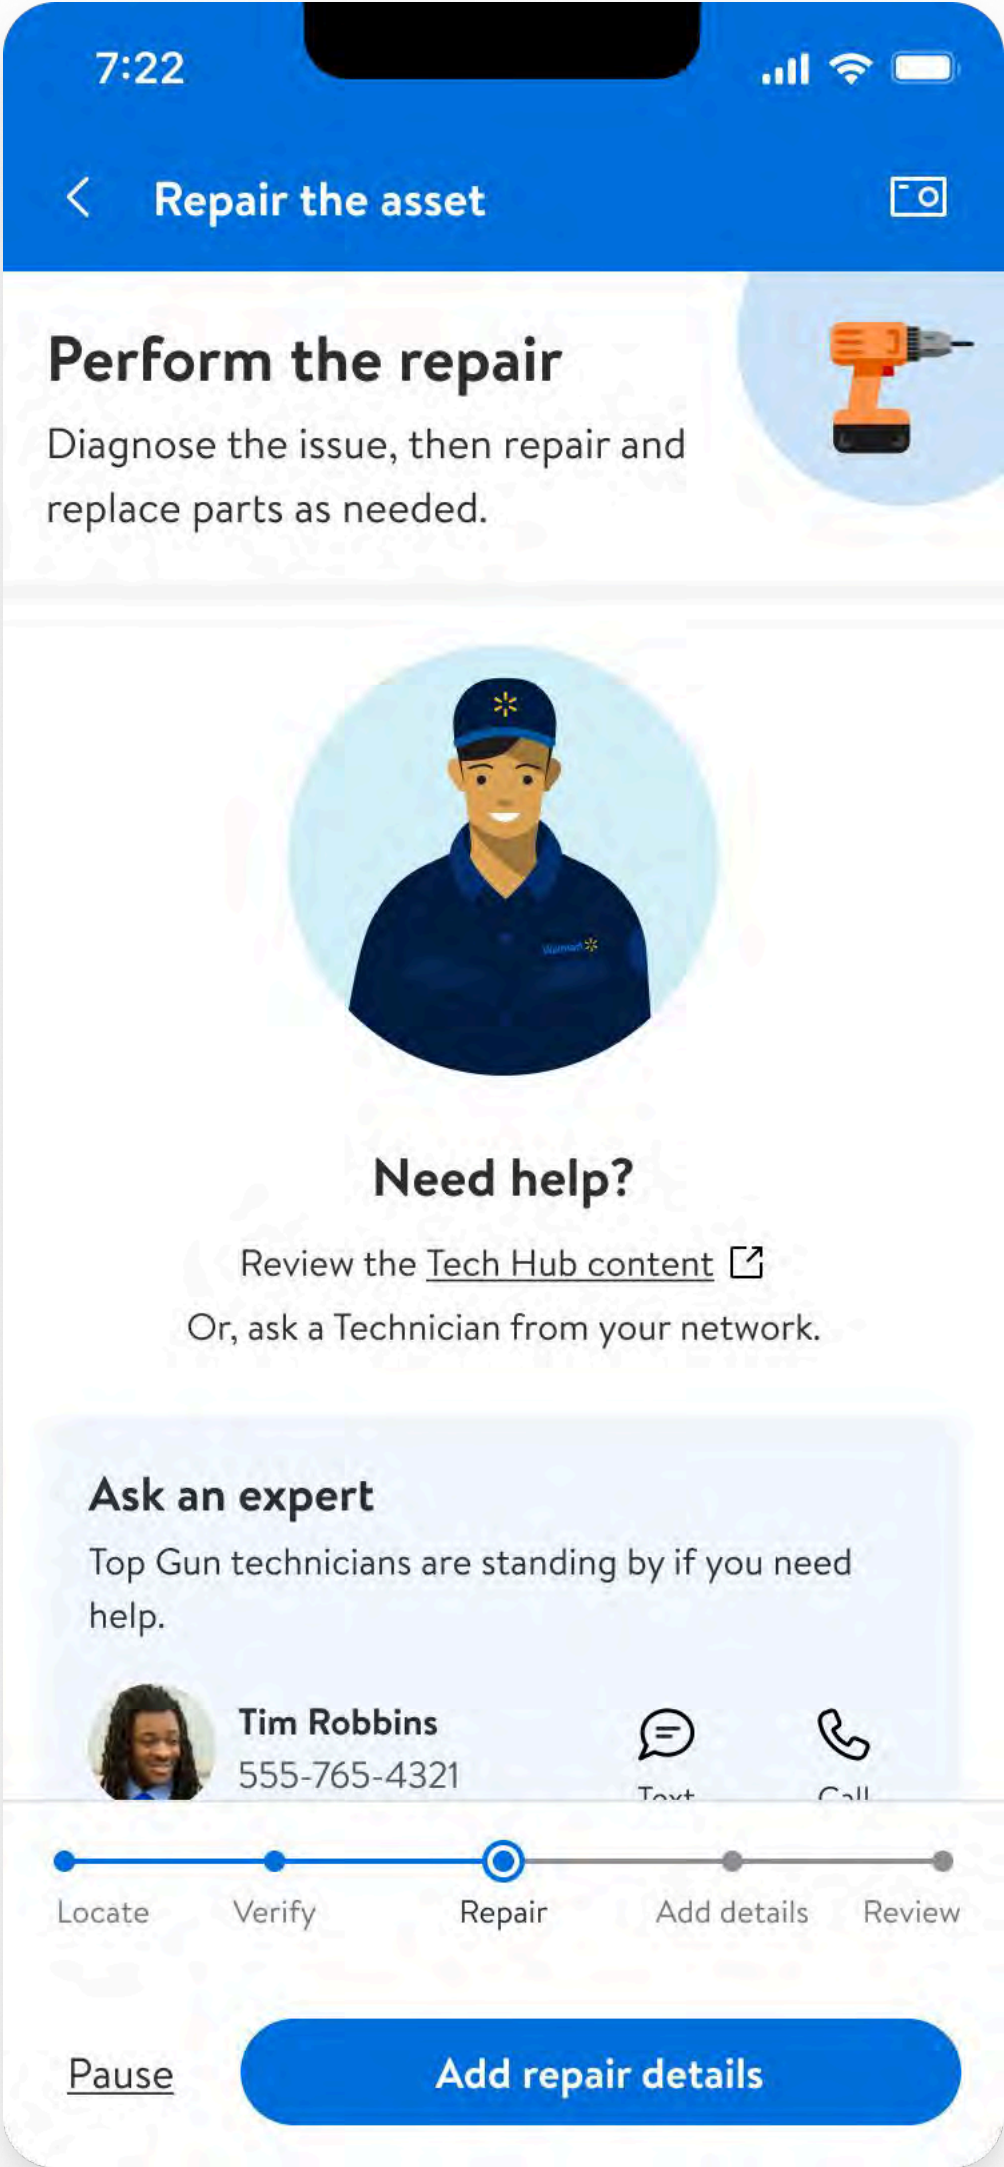 7:22
Repair the asset
Perform the repair
Diagnose the issue, then repair and
replace parts as needed.
Walmart
Need help?
Review the Tech Hub content
Or, ask a Technician from your network.
Ask an expert
Top Gun technicians are standing by if you need
help.
Tim Robbins
555-765-4321
Text Call
Locate Verify Repair Add details Review
Pause Add repair details